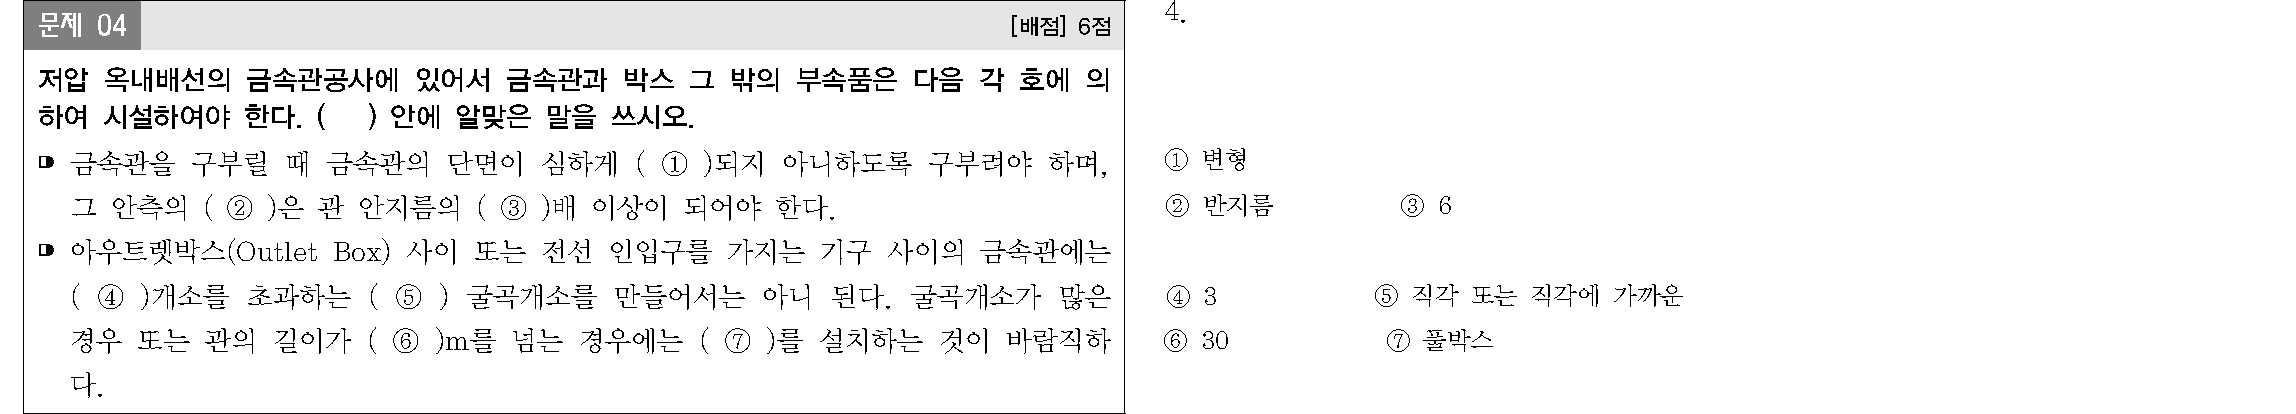 문제 04
[배점] 6점
저압 옥내배선의 금속관공사에 있어서 금속관과 박스 그 밖의 부속품은 다음 각 호에 의
하여 시설하여야 한다. (   ) 안에 알맞은 말을 쓰시오.
금속관을 구부릴 때 금속관의 단면이 심하게 ( ① )되지 아니하도록 구부려야 하며,
그 안측의 ( ② )은 관 안지름의 ( ③ )배 이상이 되어야 한다.
아우트렛박스(Outlet Box) 사이 또는 전선 인입구를 가지는 기구 사이의 금속관에는
( ④ )개소를 초과하는 ( ⑤ ) 굴곡개소를 만들어서는 아니 된다. 굴곡개소가 많은
경우 또는 관의 길이가 ( ⑥ )m를 넘는 경우에는 ( ⑦ )를 설치하는 것이 바람직하
다.
4.
① 변형
② 반지름 ③ 6
④ 3 ⑤ 직각 또는 직각에 가까운
⑥ 30 ⑦ 풀박스